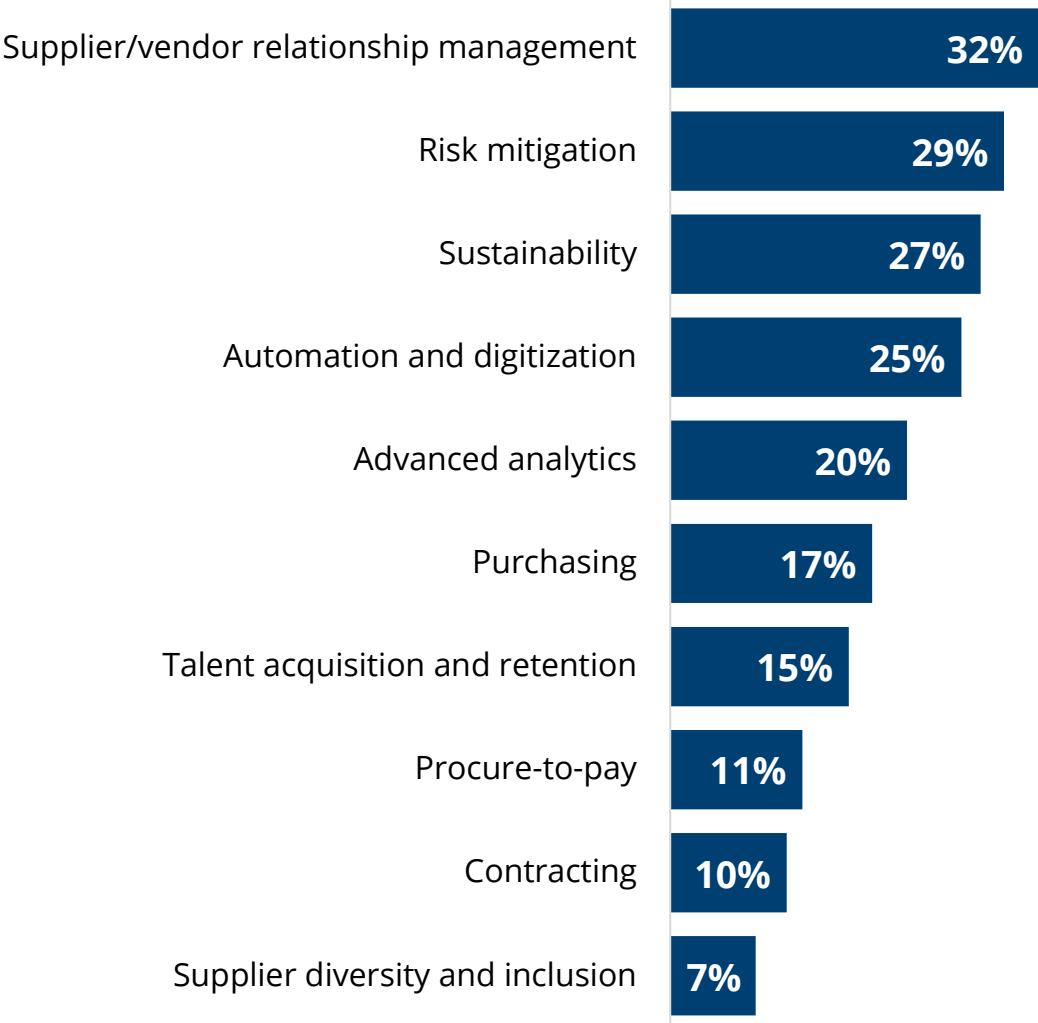 Supplier/vendor relationship management 32%
Risk mitigation 29%
Sustainability 27%
Automation and digitization 25%
Advanced analytics 20%
Purchasing 17%
Talent acquisition and retention 15%
Procure-to-pay 11%
Contracting 10%
Supplier diversity and inclusion 7%